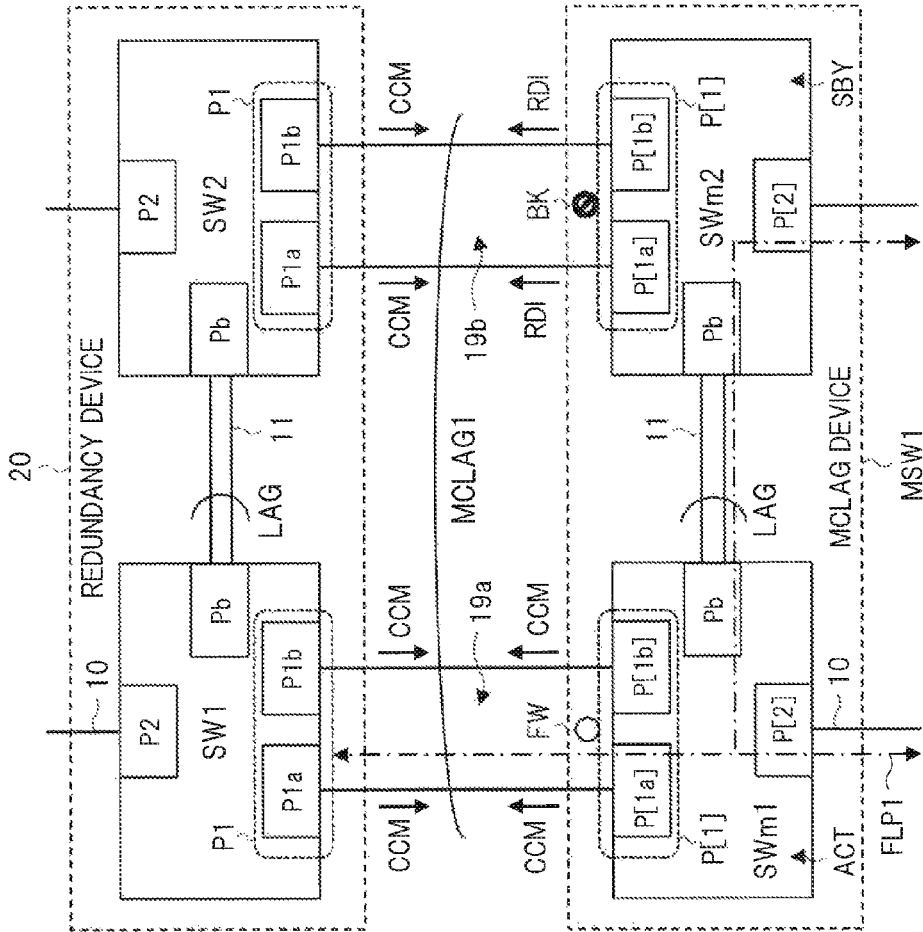 20
REDUNDANCY DEVICE
10
P2
SW1
P1
P1a
P1b
Pb
LAG
11
Pb
P2
SW2
P1
P1a
P1b
CCM
CCM
CCM
CCM
19a
MCLAG1
19b
CCM
CCM
RDI
RDI
FW
BK
P[1a]
P[1b]
P[1]
SWm1
Pb
P[2]
10
ACT
FLP1
LAG
11
P[1a]
P[1b]
P[1]
Pb
SWm2
P[2]
SBY
MCLAG DEVICE
MSW1